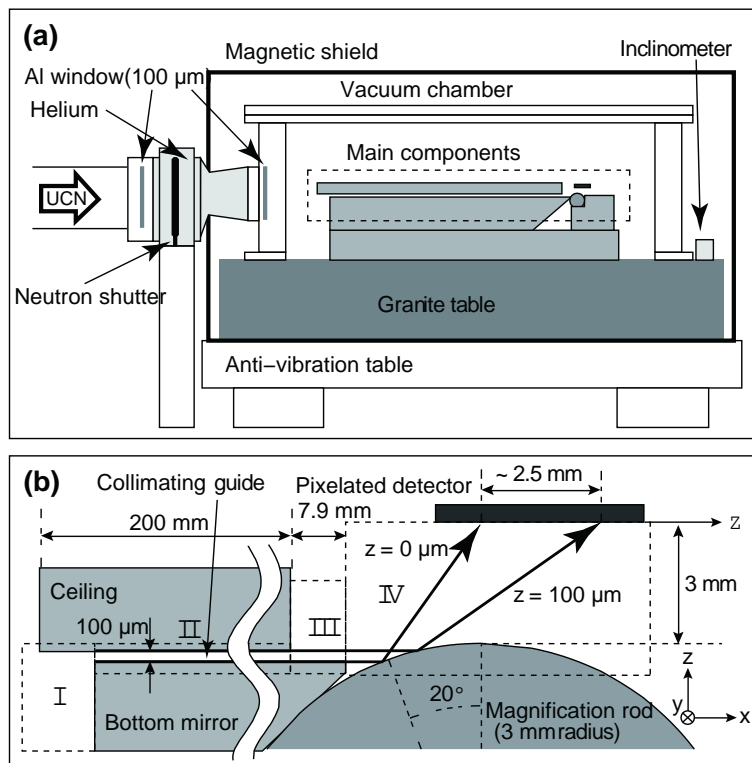 (a)
Magnetic shield
Inclinometer
Al window(100 µm)
Vacuum chamber
Helium
Main components
UCN
Neutron shutter
Granite table
Anti−vibration table
(b)
~ 2.5 mm
Collimating guide
Pixelated detector
200 mm
7.9 mm
Z
z = 0 µm
3 mm
Ceiling
IV
z = 100 µm
100 µm
II
III
I
20°
z
Bottom mirror
Magnification rod
y
x
(3 mm radius)